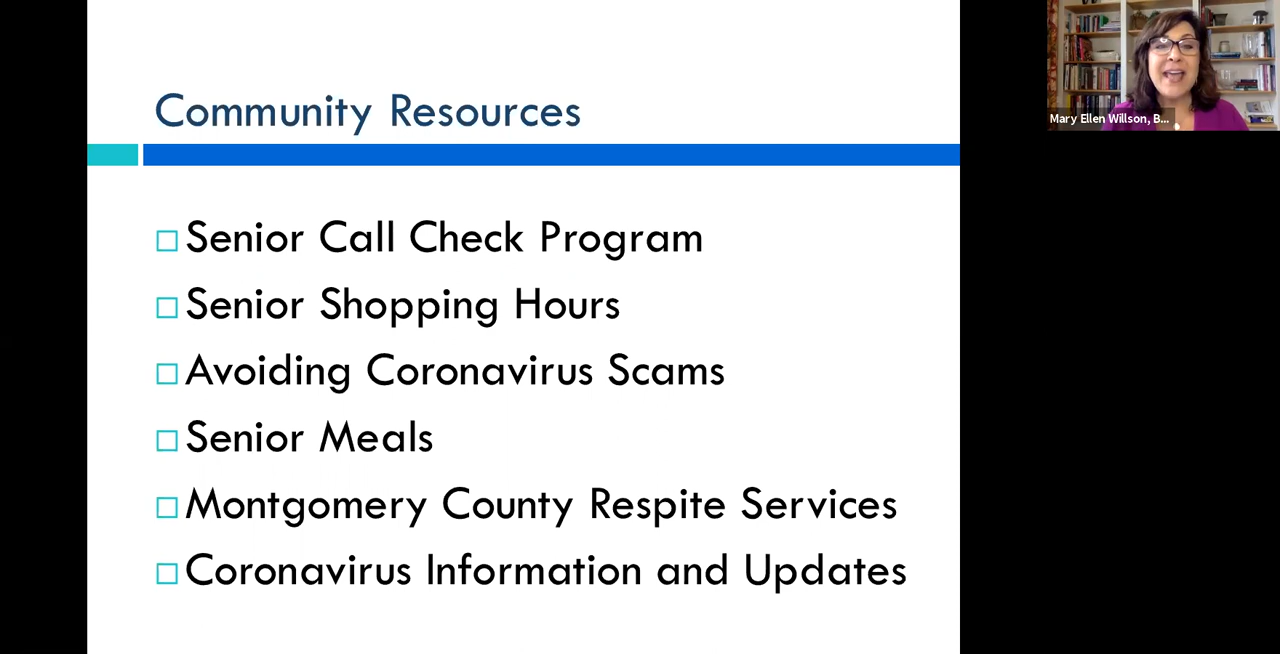 Community Resources
Senior Call Check Program
Senior Shopping Hours
Avoiding Coronavirus Scams
Senior Meals
Montgomery County Respite Services
Coronavirus Information and Updates
Mary Ellen Willson, B...